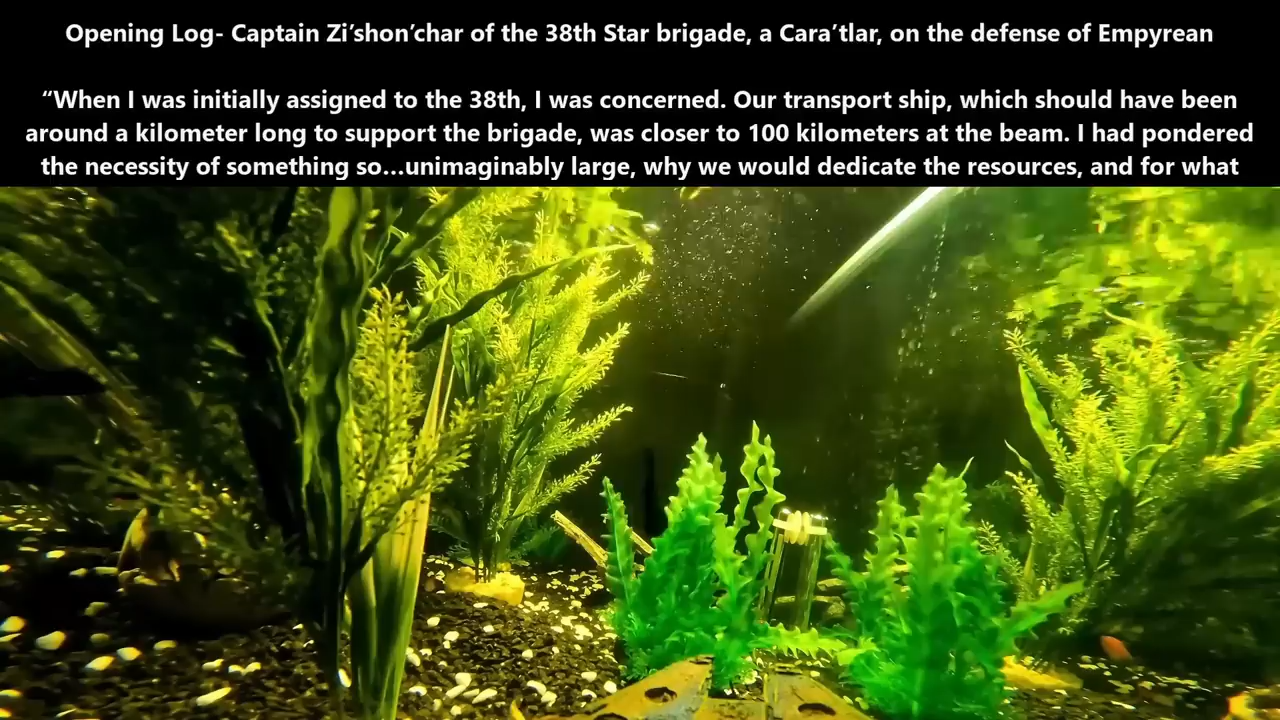 Opening Log- Captain Zi’shon’char of the 38th Star brigade, a Cara’tlar, on the defense of Empyrean
“When I was initially assigned to the 38th, I was concerned. Our transport ship, which should have been
around a kilometer long to support the brigade, was closer to 100 kilometers at the beam. I had pondered
the necessity of something so...unimaginably large, why we would dedicate the resources, and for what